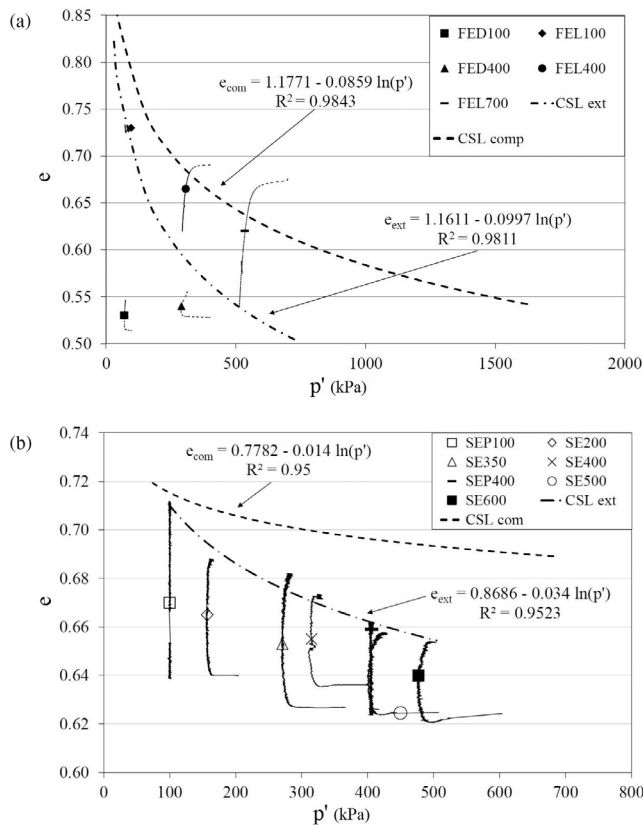 (a)
0.85
0.80
0.75
0.70
0.65
0.60
0.55
0.50
e
FED100 FEL100
FED400 FEL400
FEL700 CSL ext
CSL comp
e_com = 1.1771 - 0.0859 ln(p')
R² = 0.9843
e_ext = 1.1611 - 0.0997 ln(p')
R² = 0.9811
0 500 1000 1500 2000
p' (kPa)
(b)
0.74
0.72
0.70
0.68
0.66
0.64
0.62
0.60
e
SEP100 SE200
SE350 SE400
SEP400 SE500
SE600 CSL ext
CSL com
e_com = 0.7782 - 0.014 ln(p')
R² = 0.95
e_ext = 0.8686 - 0.034 ln(p')
R² = 0.9523
0 100 200 300 400 500 600 700 800
p' (kPa)